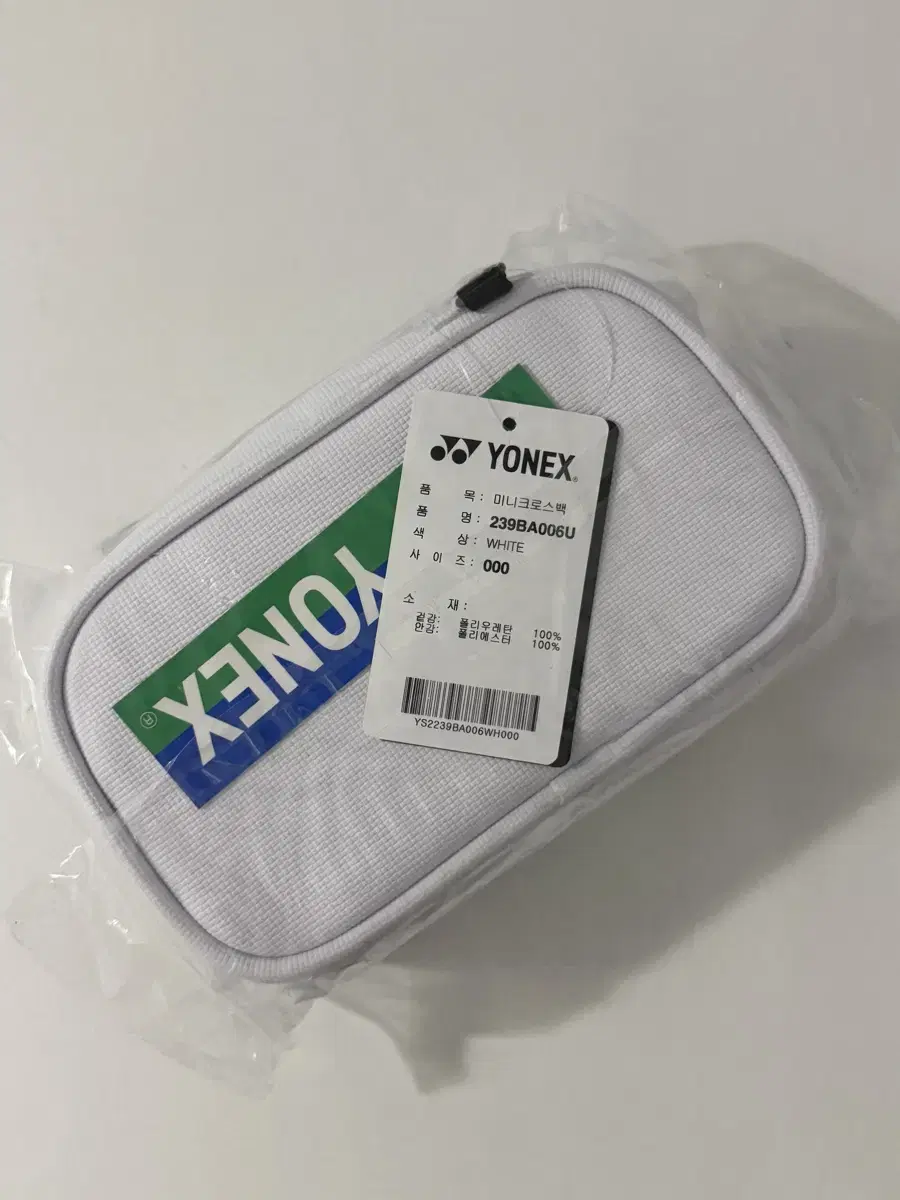 YONEX®
품 목 : 미니크로스백
품 명 : 239BA006U
색 상 : WHITE
사 이 즈 : 000
소 재 :
겉감: 폴리우레탄 100%
안감: 폴리에스터 100%
YS2239BA006WH000
YONEX®